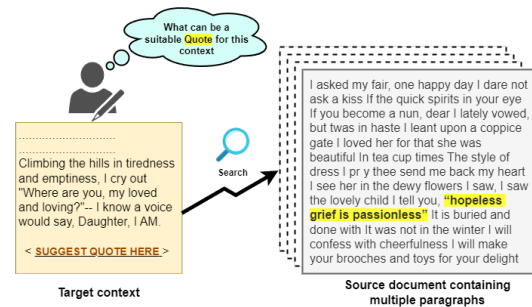 What can be a
suitable Quote for this
context
.......................................
.......................................
Climbing the hills in tiredness
and emptiness, I cry out
"Where are you, my loved
and loving?"-- I know a voice
would say, Daughter, I AM.
< SUGGEST QUOTE HERE >
Target context
Search
I asked my fair, one happy day I dare not
ask a kiss If the quick spirits in your eye
If you become a nun, dear I lately vowed,
but twas in haste I leant upon a coppice
gate I loved her for that she was
beautiful In tea cup times The style of
dress I pr y thee send me back my heart
I see her in the dewy flowers I saw, I saw
the lovely child I tell you, “hopeless
grief is passionless” It is buried and
done with It was not in the winter I will
confess with cheerfulness I will make
your brooches and toys for your delight
Source document containing
multiple paragraphs